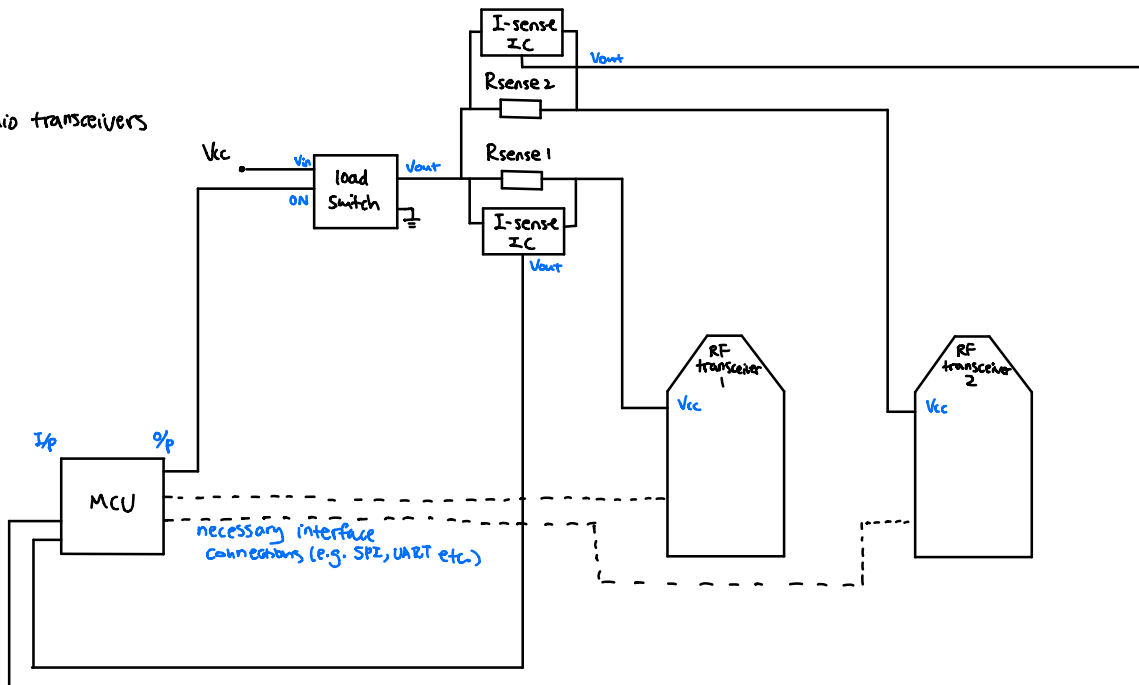 I-sense
IC
Vout
Rsense 2
transceivers
Vcc
Vin
Vout
Rsense 1
load
switch
ON
I-sense
IC
Vout
RF
transceiver
1
Vcc
RF
transceiver
2
Vcc
I/p
O/p
MCU
necessary interface
connections (e.g. SPI, UART etc.)